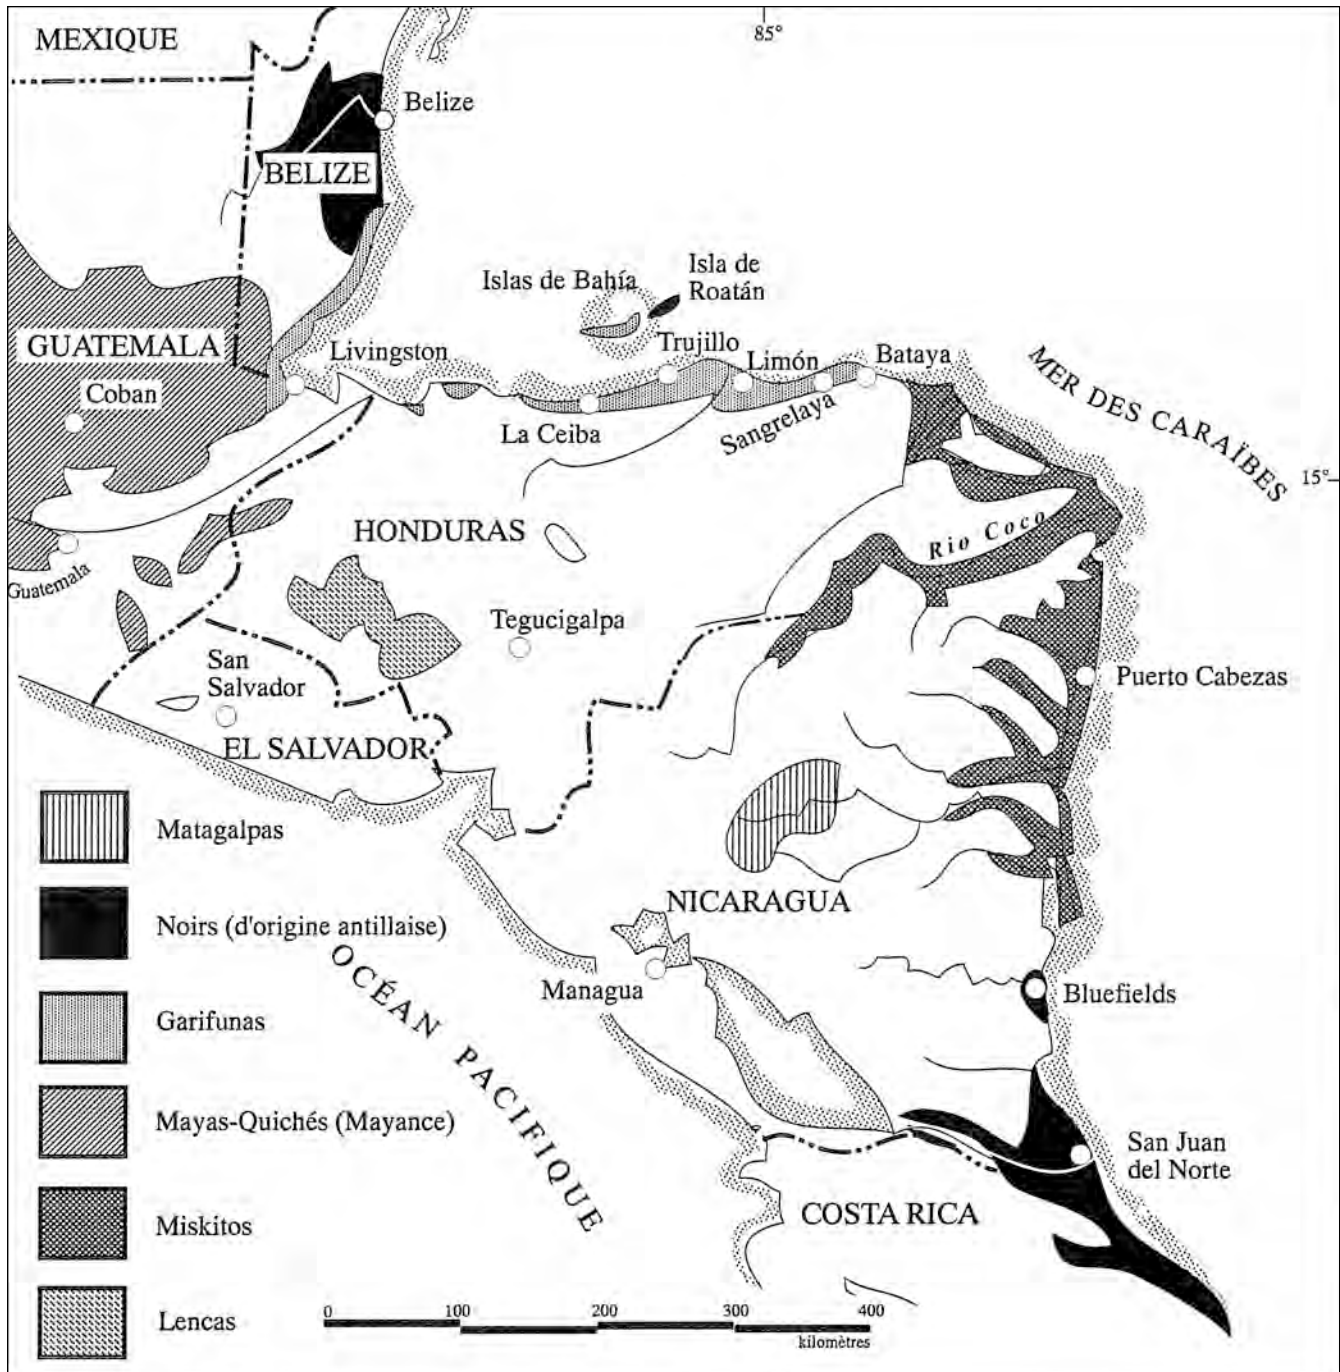 MEXIQUE
85°
Belize
BELIZE
Islas de Bahía
Isla de
Roatán
GUATEMALA
Livingston
Trujillo
Limón
Bataya
MER DES CARAÏBES
Coban
La Ceiba
Sangrelaya
15°
HONDURAS
Rio Coco
Guatemala
Tegucigalpa
San
Salvador
Puerto Cabezas
EL SALVADOR
Matagalpas
NICARAGUA
Noirs (d'origine antillaise)
OCÉAN PACIFIQUE
Managua
Bluefields
Garifunas
Mayas-Quichés (Mayance)
San Juan
del Norte
Miskitos
COSTA RICA
Lencas
0 100 200 300 400
kilomètres